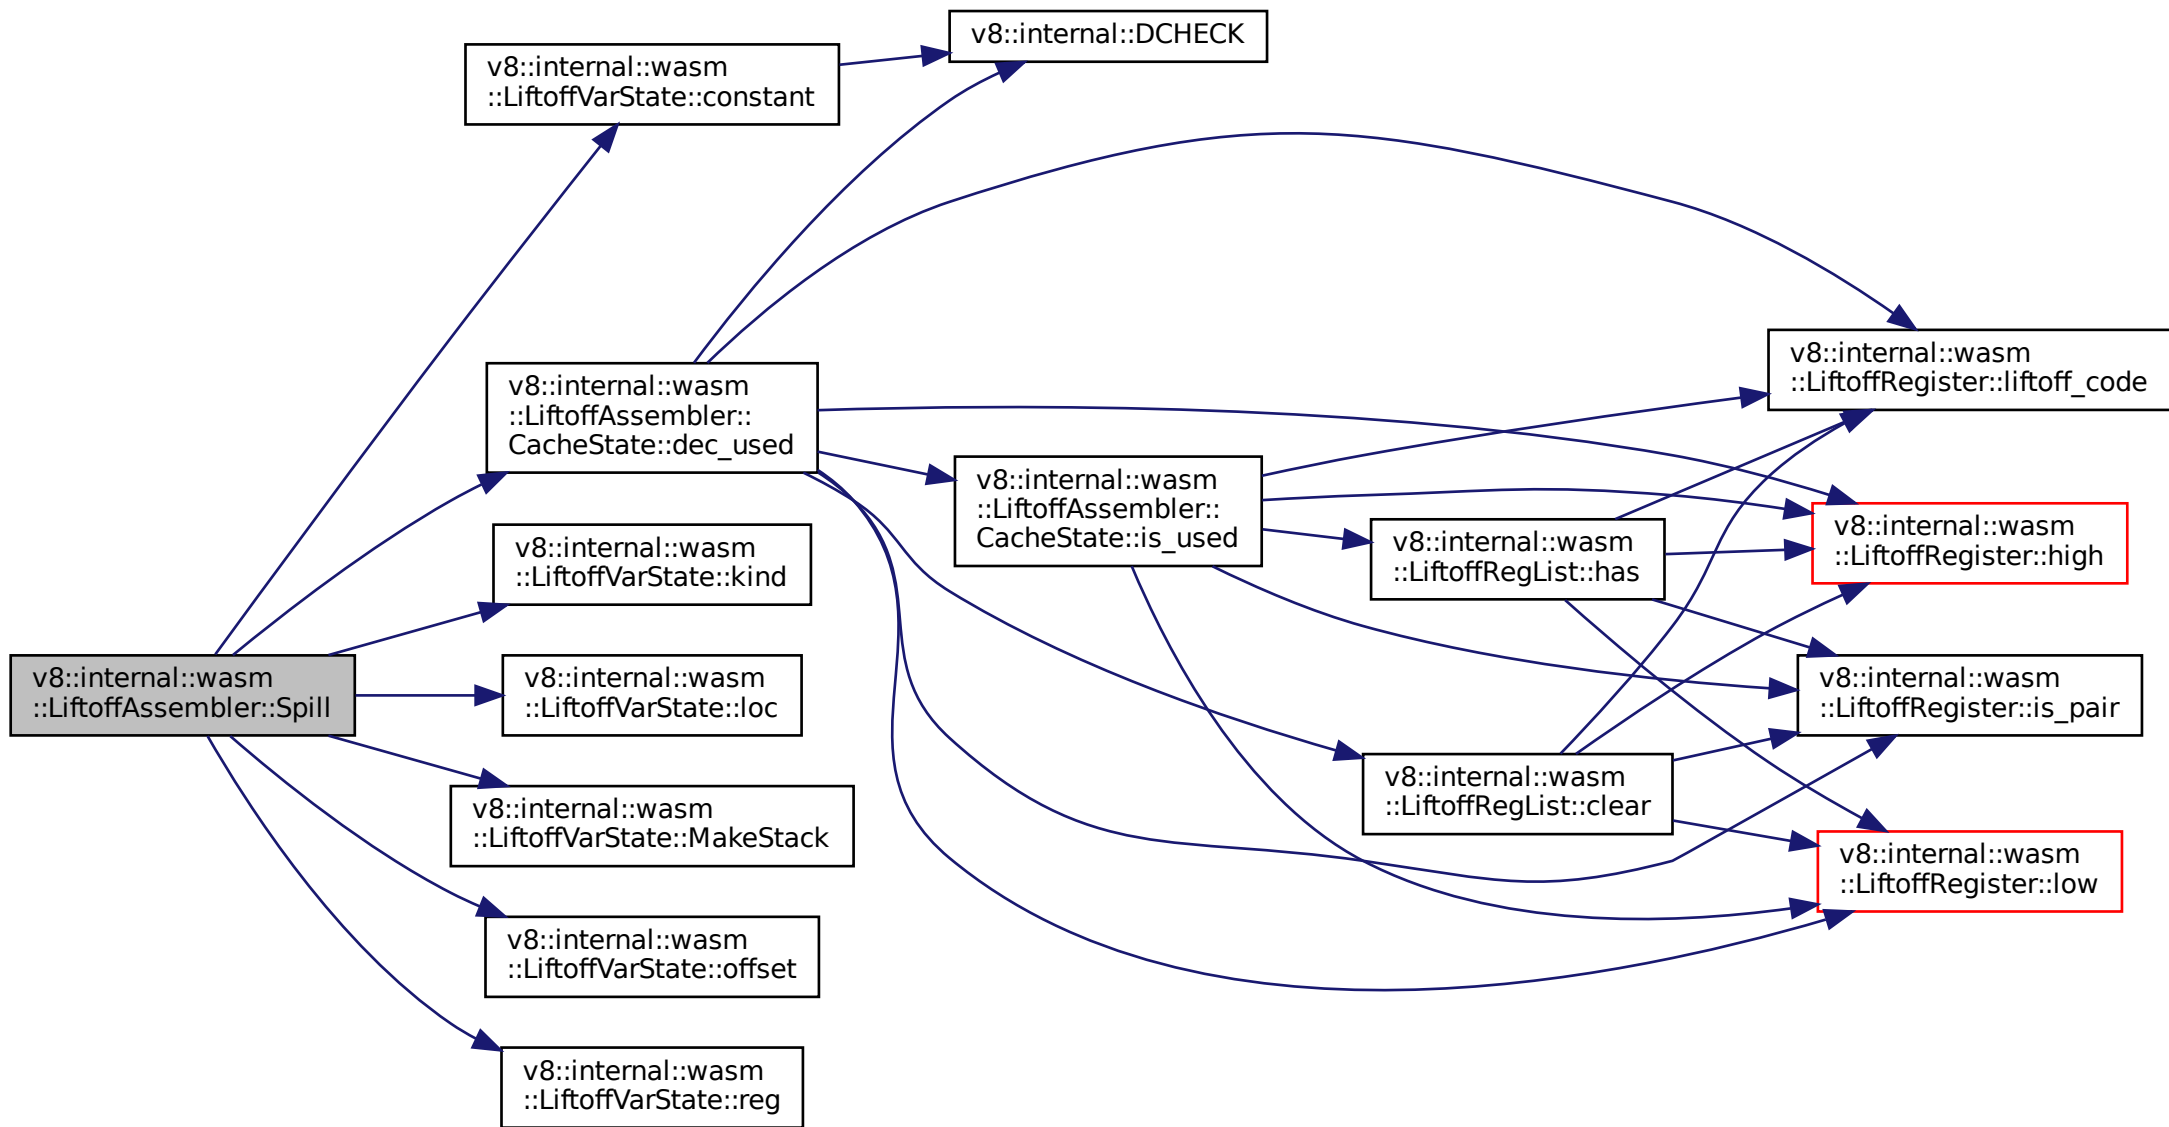 v8::internal::wasm
::LiftoffAssembler::Spill
v8::internal::wasm
::LiftoffVarState::constant
v8::internal::DCHECK
v8::internal::wasm
::LiftoffAssembler::
CacheState::dec_used
v8::internal::wasm
::LiftoffRegister::liftoff_code
v8::internal::wasm
::LiftoffRegister::high
v8::internal::wasm
::LiftoffRegister::is_pair
v8::internal::wasm
::LiftoffRegister::low
v8::internal::wasm
::LiftoffAssembler::
CacheState::is_used
v8::internal::wasm
::LiftoffRegList::has
v8::internal::wasm
::LiftoffRegList::clear
v8::internal::wasm
::LiftoffVarState::kind
v8::internal::wasm
::LiftoffVarState::loc
v8::internal::wasm
::LiftoffVarState::MakeStack
v8::internal::wasm
::LiftoffVarState::offset
v8::internal::wasm
::LiftoffVarState::reg